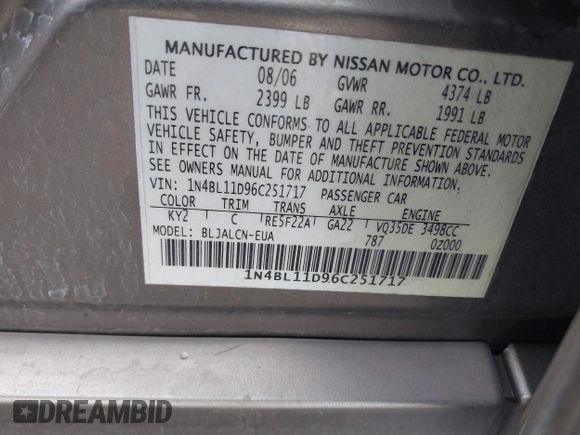 MANUFACTURED BY NISSAN MOTOR CO., LTD.
DATE 08/06 GVWR 4374 LB
GAWR FR. 2399 LB GAWR RR. 1991 LB
THIS VEHICLE CONFORMS TO ALL APPLICABLE FEDERAL MOTOR
VEHICLE SAFETY, BUMPER AND THEFT PREVENTION STANDARDS
IN EFFECT ON THE DATE OF MANUFACTURE SHOWN ABOVE.
SEE OWNERS MANUAL FOR ADDITIONAL INFORMATION.
VIN: 1N4BL11D96C251717 PASSENGER CAR
COLOR TRIM TRANS AXLE ENGINE
KY2 C RE5F22A GA22 VQ35DE 3498CC
MODEL: BLJALCN-EUA 787 0Z000
1N4BL11D96C251717
DREAMBID